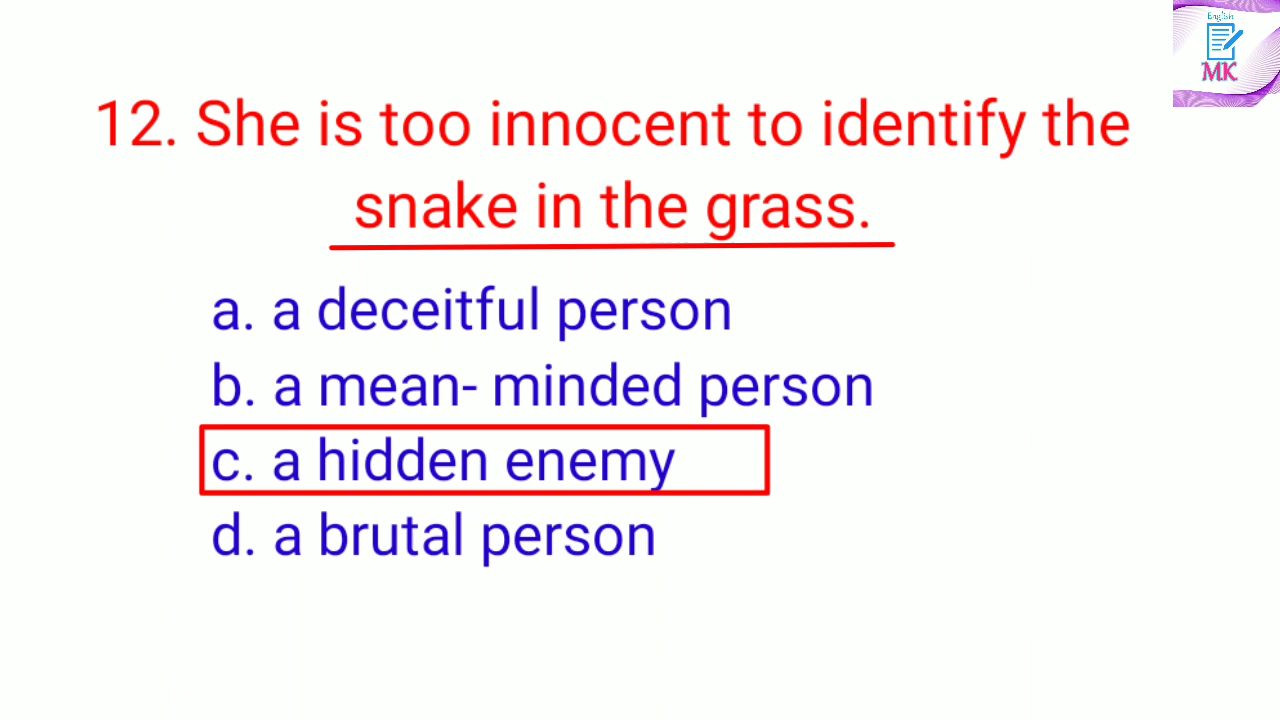 English
MK
12. She is too innocent to identify the
snake in the grass.
a. a deceitful person
b. a mean- minded person
c. a hidden enemy
d. a brutal person